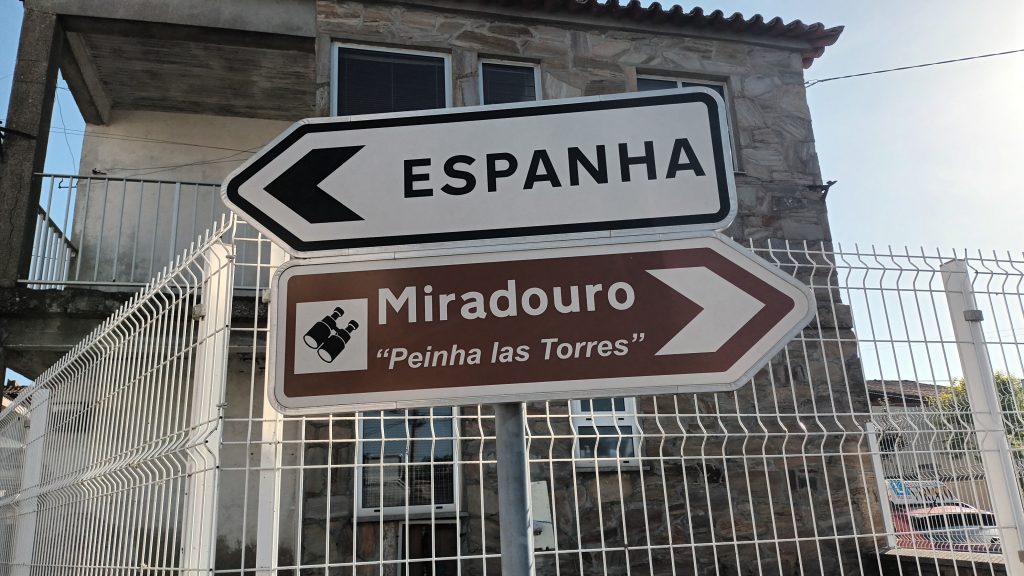 ESPANHA
Miradouro
“Peinha las Torres”